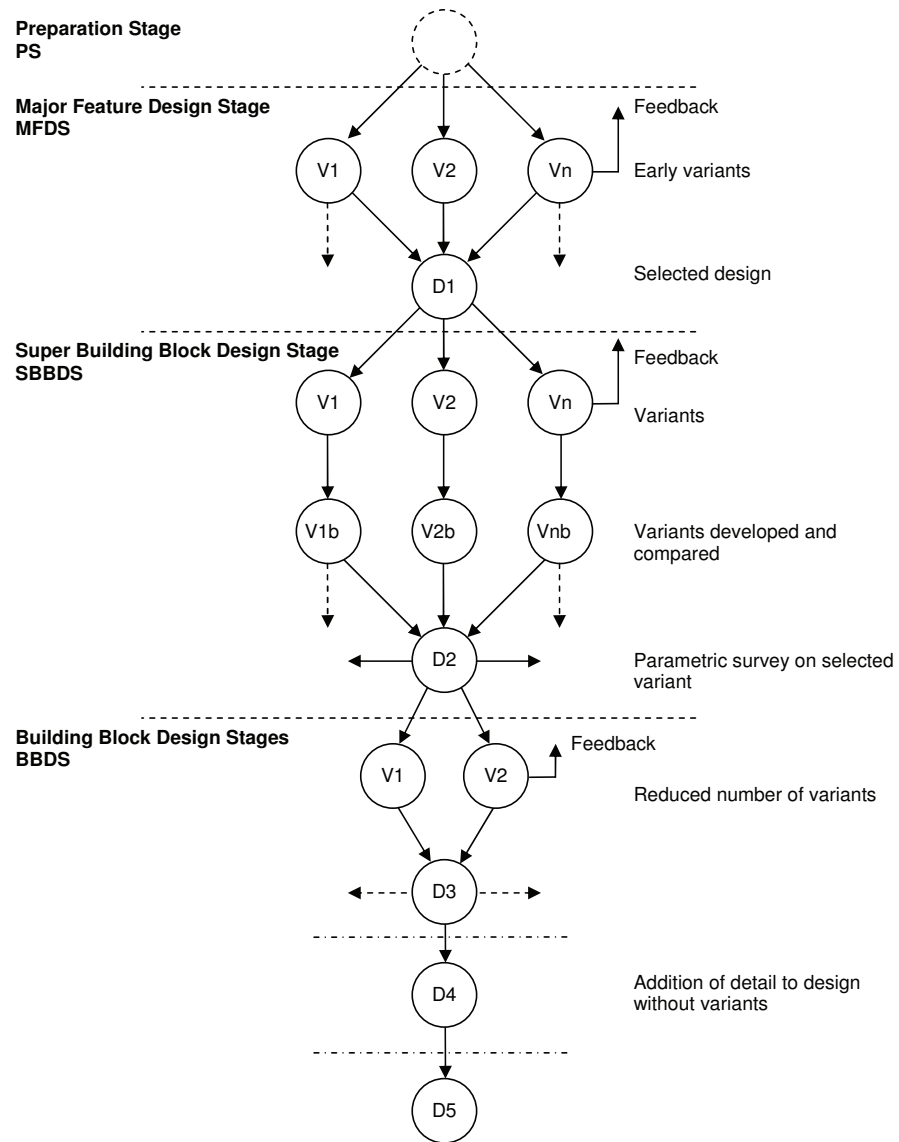 Preparation Stage
PS
Major Feature Design Stage
MFDS
Feedback
V1
V2
Vn
Early variants
D1
Selected design
Super Building Block Design Stage
SBBDS
Feedback
V1
V2
Vn
Variants
V1b
V2b
Vnb
Variants developed and
compared
D2
Parametric survey on selected
variant
Building Block Design Stages
BBDS
Feedback
V1
V2
Reduced number of variants
D3
D4
Addition of detail to design
without variants
D5